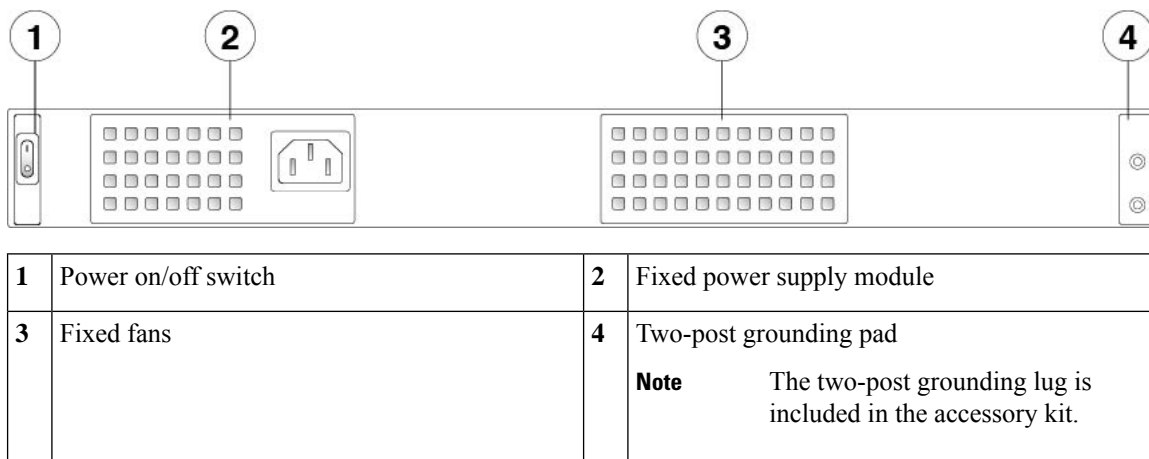 1 2 3 4
1 Power on/off switch 2 Fixed power supply module
3 Fixed fans 4 Two-post grounding pad
Note The two-post grounding lug is
included in the accessory kit.